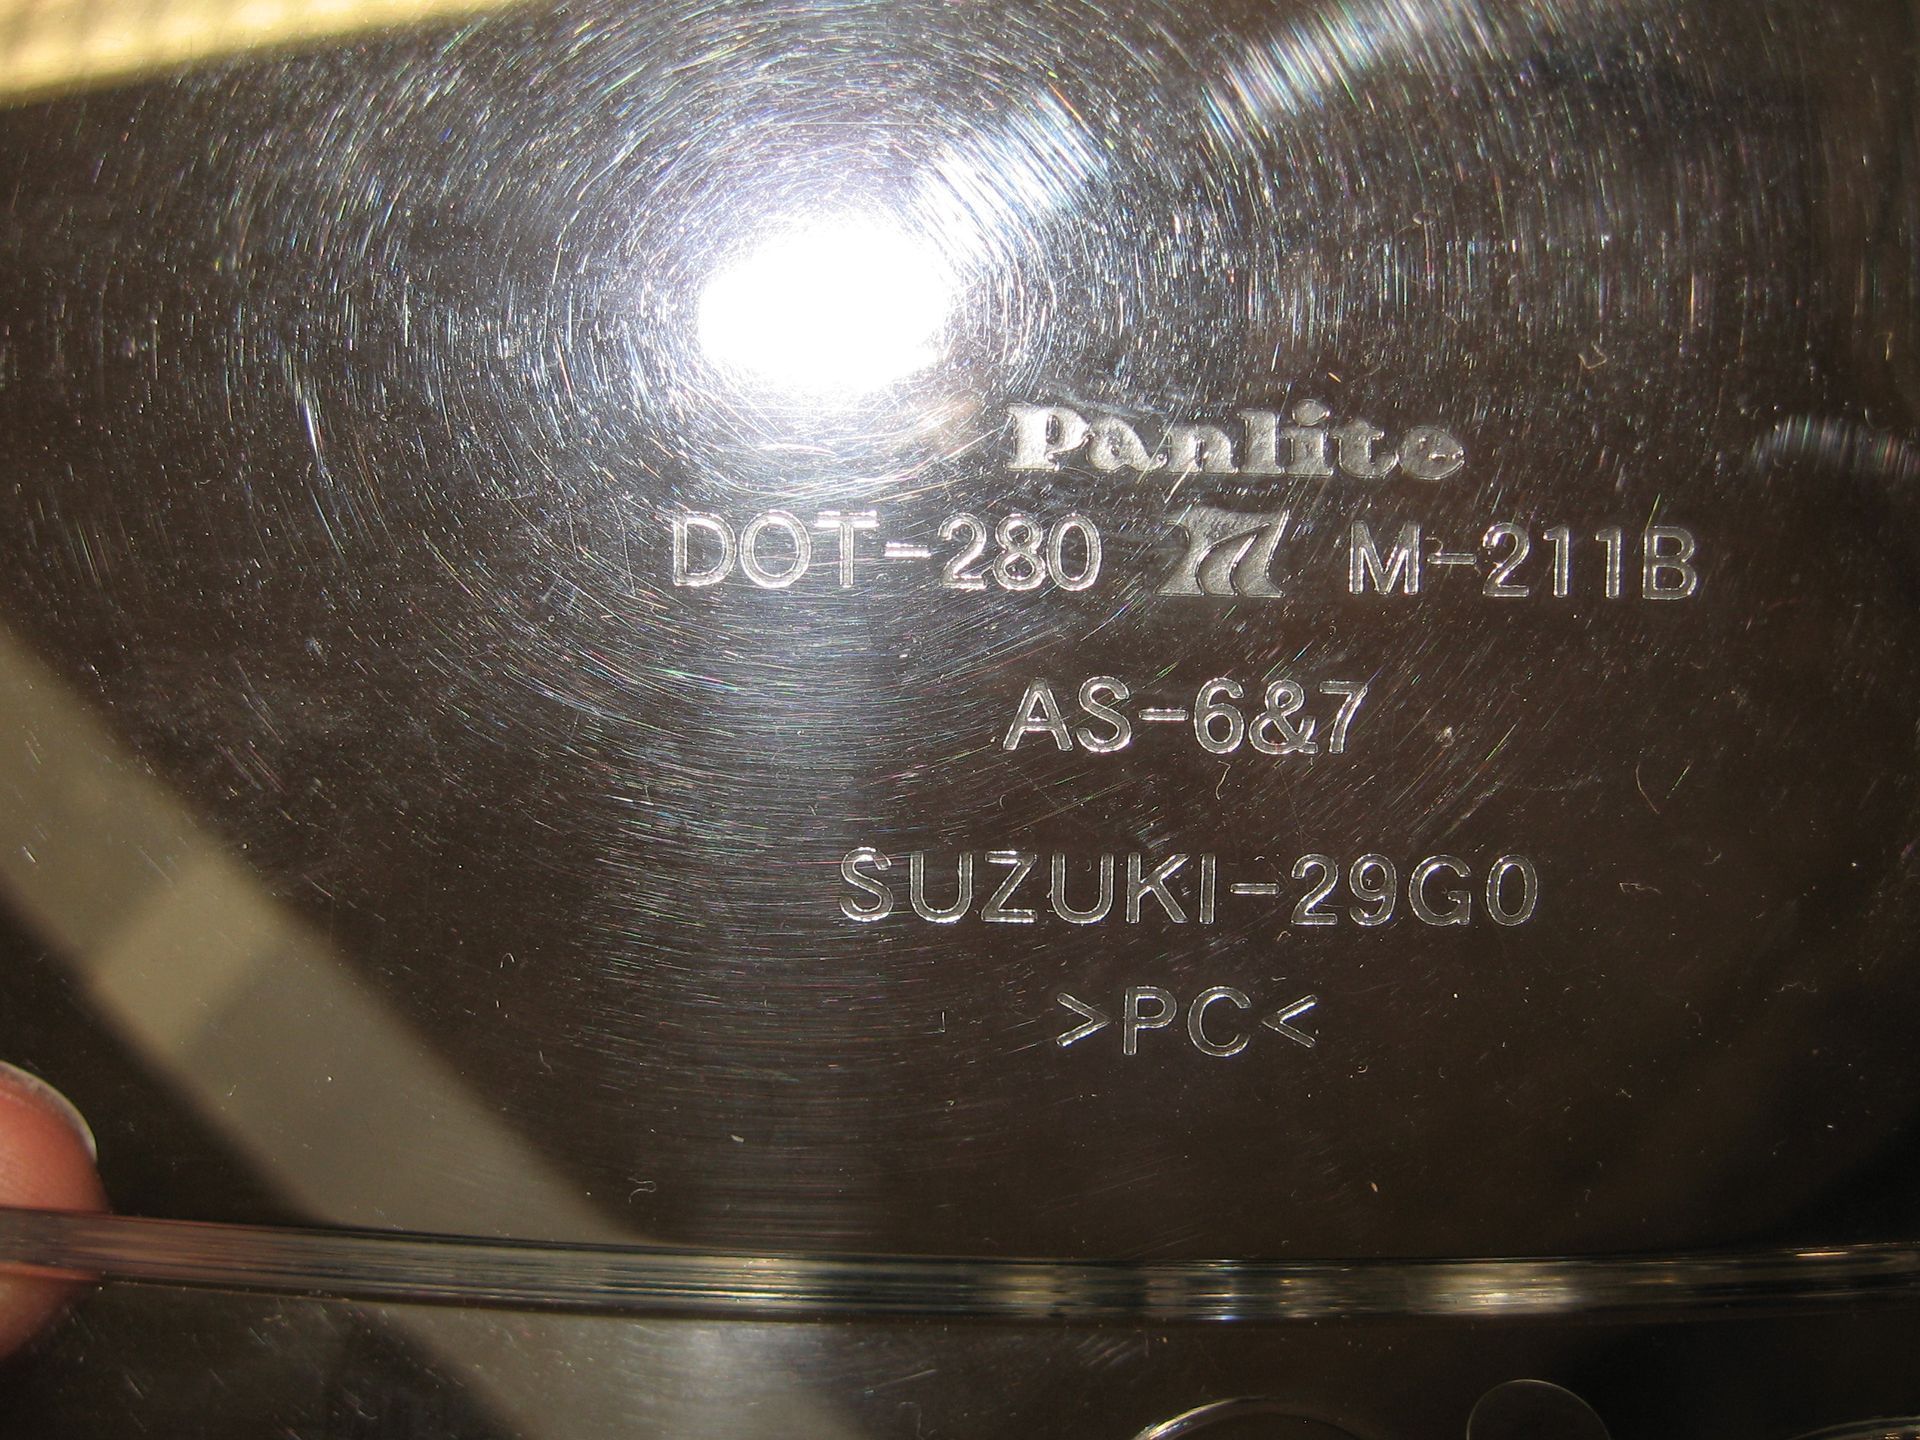 Panlite
DOT-280 M-211B
AS-6&7
SUZUKI-29G0
>PC<